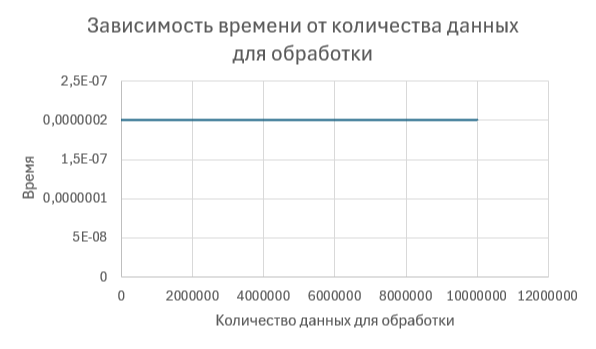 Зависимость времени от количества данных
для обработки
2,5E-07
0,0000002
1,5E-07
0,0000001
5E-08
0
Время
0 2000000 4000000 6000000 8000000 10000000 12000000
Количество данных для обработки